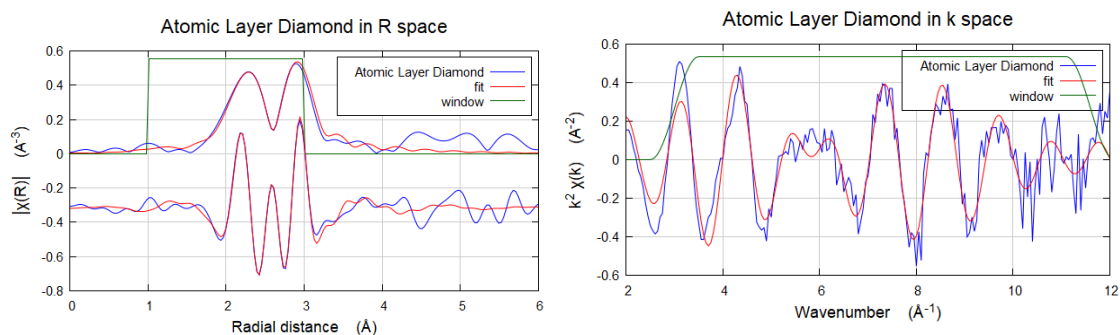 Atomic Layer Diamond in R space
0.6
0.4
0.2
0
-0.2
-0.4
-0.6
-0.8
|χ(R)| (Å⁻³)
Atomic Layer Diamond
fit
window
0 1 2 3 4 5 6
Radial distance (Å)
Atomic Layer Diamond in k space
0.6
0.4
0.2
0
-0.2
-0.4
-0.6
k² χ(k) (Å⁻²)
Atomic Layer Diamond
fit
window
2 4 6 8 10 12
Wavenumber (Å⁻¹)